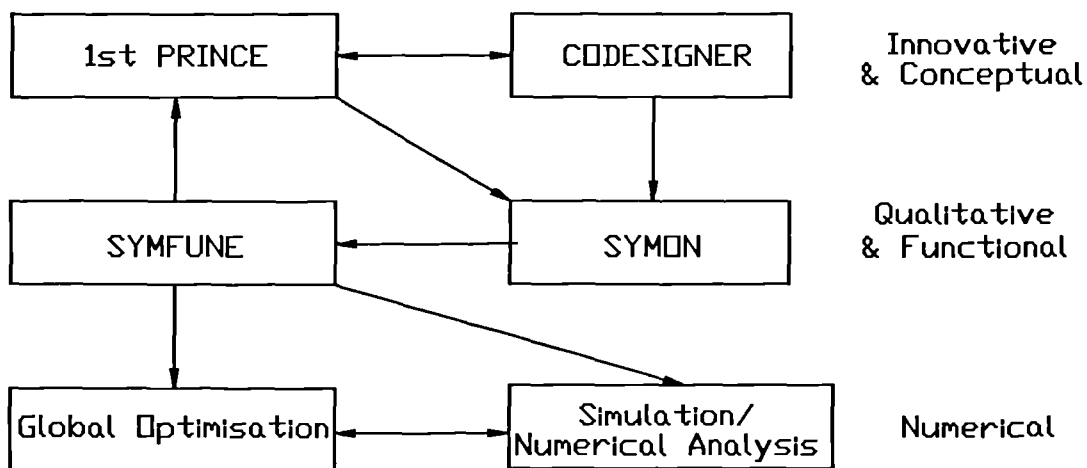 1st PRINCE
CODESIGNER
Innovative
& Conceptual
SYMFUNE
SYMON
Qualitative
& Functional
Global Optimisation
Simulation/
Numerical Analysis
Numerical